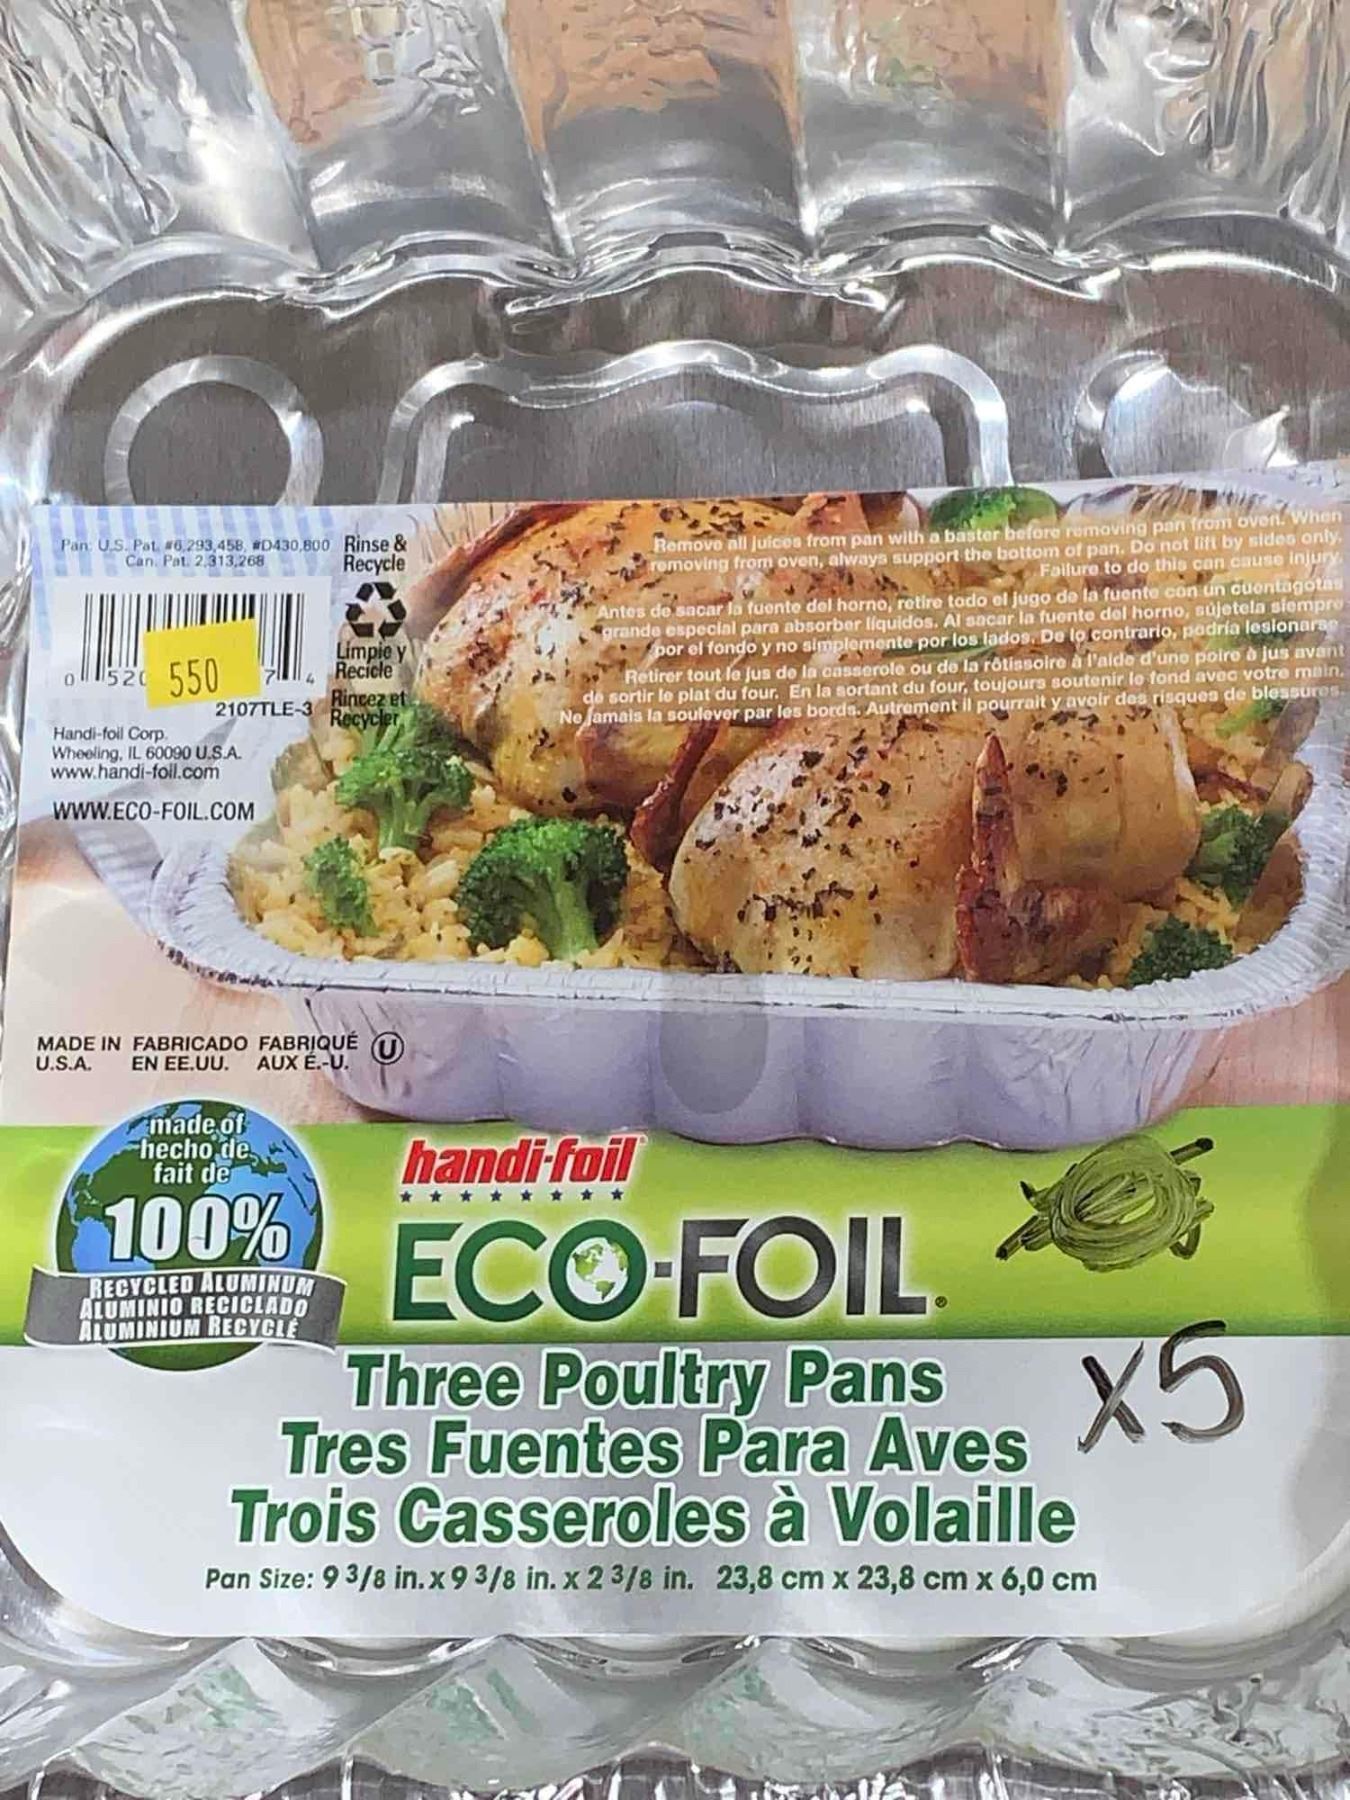 Pan: U.S. Pat. #6,293,458, #D430,800
Can. Pat. 2,313,268
Rinse &
Recycle
Limpie y
Recicle
Rincez et
Recycler
0 520
550
7 4
2107TLE-3
Handi-foil Corp.
Wheeling, IL 60090 U.S.A.
www.handi-foil.com
WWW.ECO-FOIL.COM
Remove all juices from pan with a baster before removing pan from oven. When
removing from oven, always support the bottom of pan. Do not lift by sides only.
Failure to do this can cause injury.
Antes de sacar la fuente del horno, retire todo el jugo de la fuente con un cuentagotas
grande especial para absorber líquidos. Al sacar la fuente del horno, sujétela siempre
por el fondo y no simplemente por los lados. De lo contrario, podría lesionarse
Retirer tout le jus de la casserole ou de la rôtissoire à l'aide d'une poire à jus avant
de sortir le plat du four. En la sortant du four, toujours soutenir le fond avec votre main.
Ne jamais la soulever par les bords. Autrement il pourrait y avoir des risques de blessures.
MADE IN FABRICADO FABRIQUÉ
U.S.A. EN EE.UU. AUX É.-U.
U
made of
hecho de
fait de
100%
RECYCLED ALUMINUM
ALUMINIO RECICLADO
ALUMINIUM RECYCLÉ
handi-foil
ECO-FOIL®
Three Poultry Pans
X5
Tres Fuentes Para Aves
Trois Casseroles à Volaille
Pan Size: 9 3/8 in. x 9 3/8 in. x 2 3/8 in. 23,8 cm x 23,8 cm x 6,0 cm